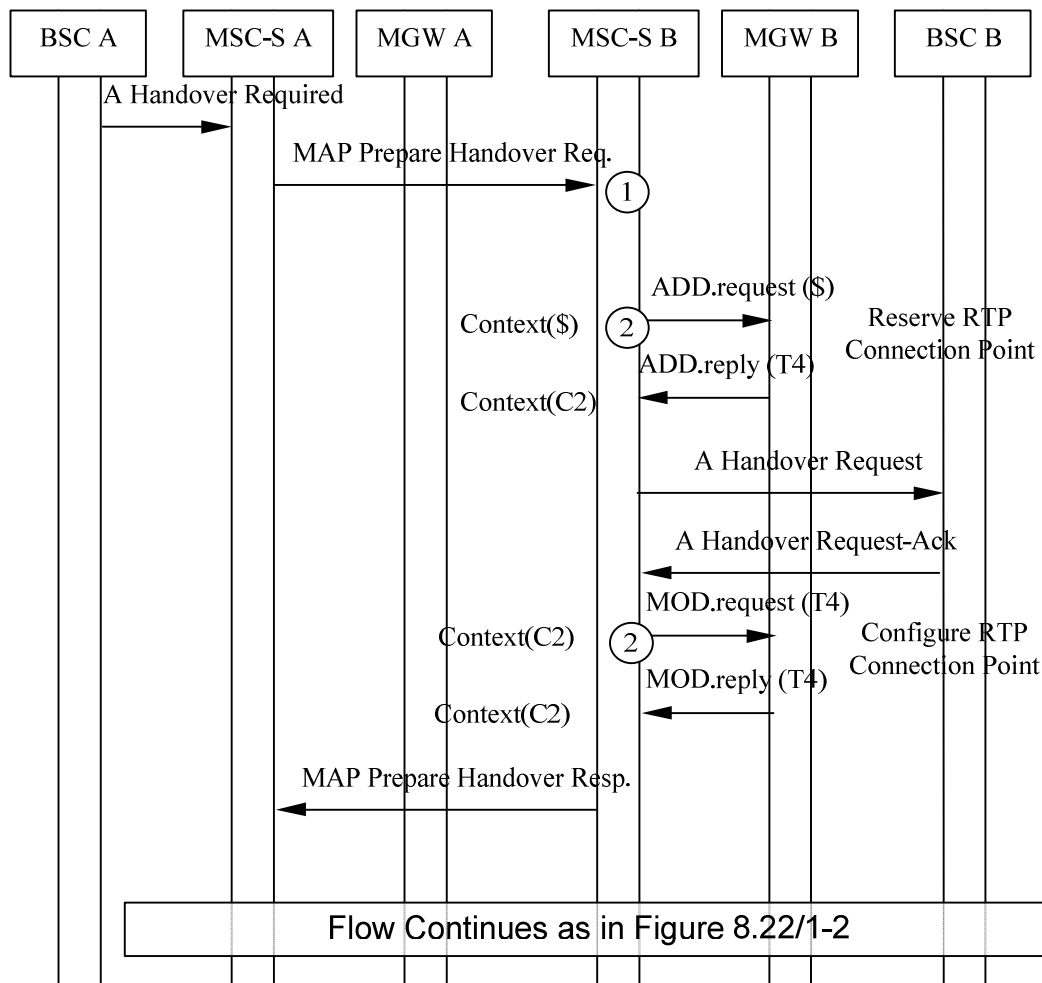 BSC A
MSC-S A
MGW A
MSC-S B
MGW B
BSC B
A Handover Required
MAP Prepare Handover Req.
1
ADD.request ($)
Context($)
2
Reserve RTP
Connection Point
ADD.reply (T4)
Context(C2)
A Handover Request
A Handover Request-Ack
MOD.request (T4)
Context(C2)
2
Configure RTP
Connection Point
MOD.reply (T4)
Context(C2)
MAP Prepare Handover Resp.
Flow Continues as in Figure 8.22/1-2